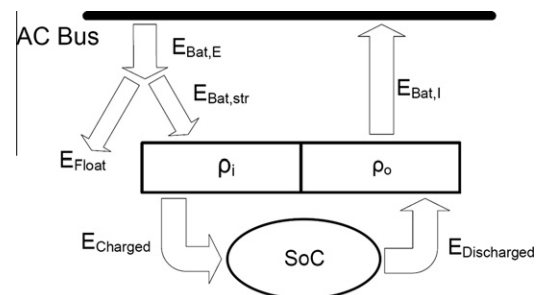 AC Bus
E_Bat,E
E_Bat,str
E_Bat,I
E_Float
ρ_i
ρ_o
E_Charged
SoC
E_Discharged